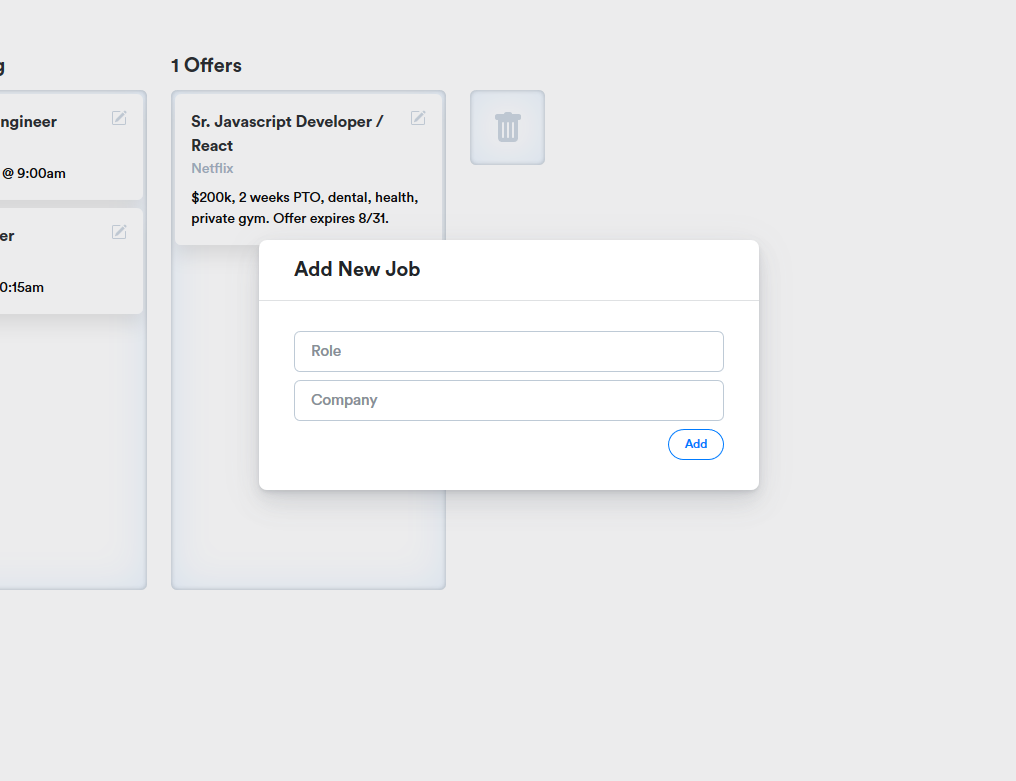 1 Offers
ngineer
@ 9:00am
er
0:15am
Sr. Javascript Developer /
React
Netflix
$200k, 2 weeks PTO, dental, health,
private gym. Offer expires 8/31.
Add New Job
Role
Company
Add